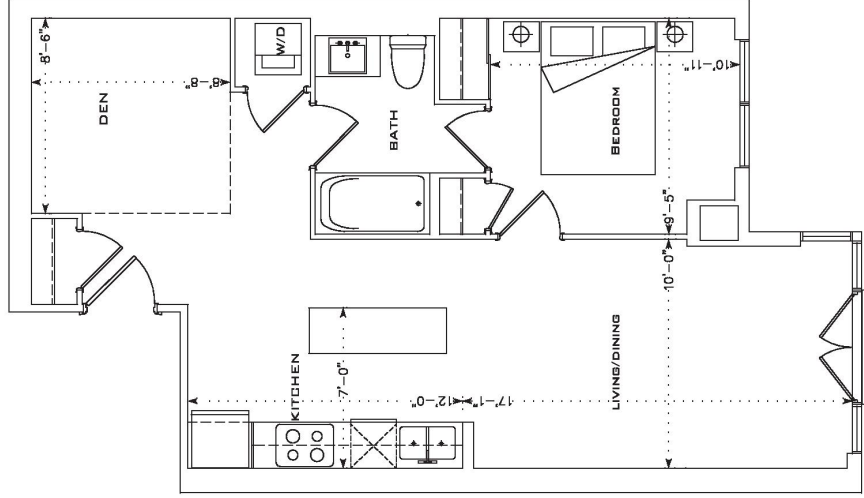 8'-6"
8'-8"
DEN
W/D
BATH
10'-11"
BEDROOM
9'-5"
10'-0"
KITCHEN
7'-0"
12'-0"
17'-1"
LIVING/DINING